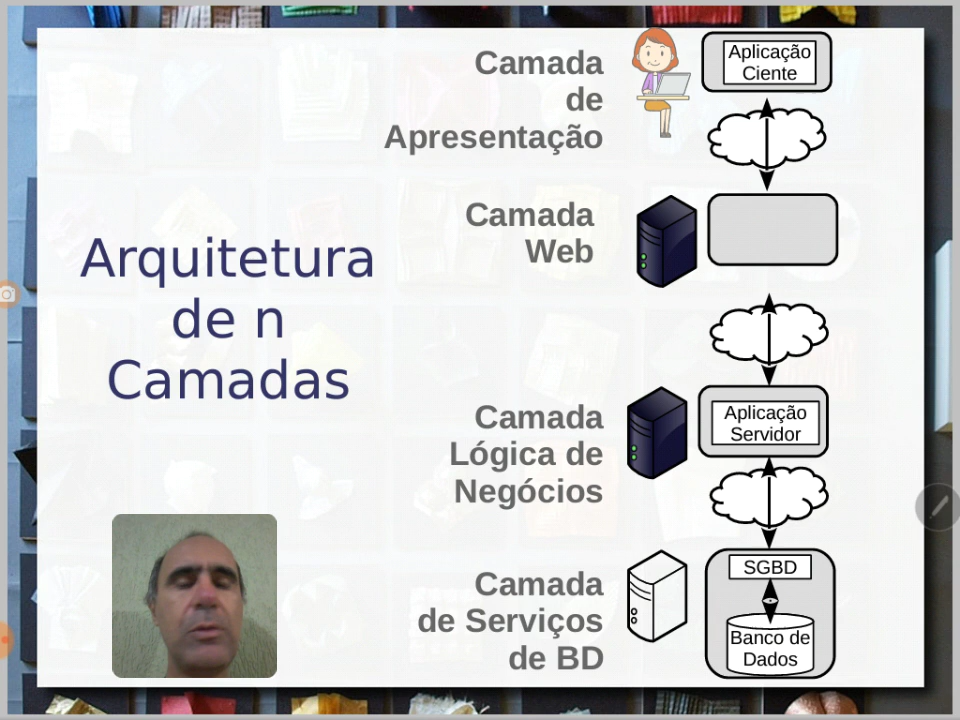 Arquitetura
de n
Camadas
Camada
de
Apresentação
Aplicação
Ciente
Camada
Web
Camada
Lógica de
Negócios
Aplicação
Servidor
Camada
de Serviços
de BD
SGBD
Banco de
Dados